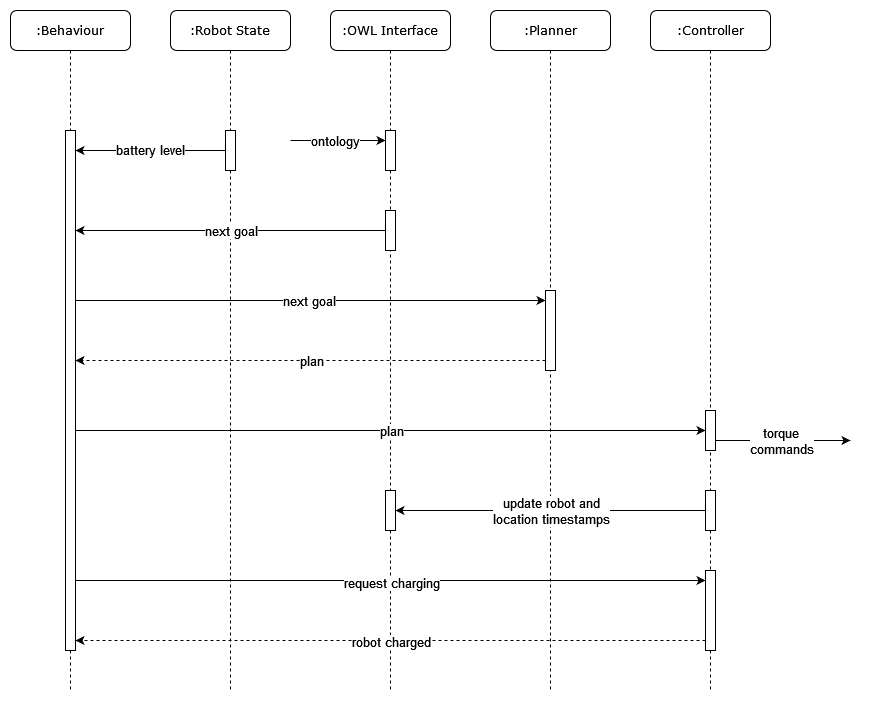 :Behaviour
:Robot State
:OWL Interface
:Planner
:Controller
ontology
battery level
next goal
next goal
plan
plan
torque
commands
update robot and
location timestamps
request charging
robot charged